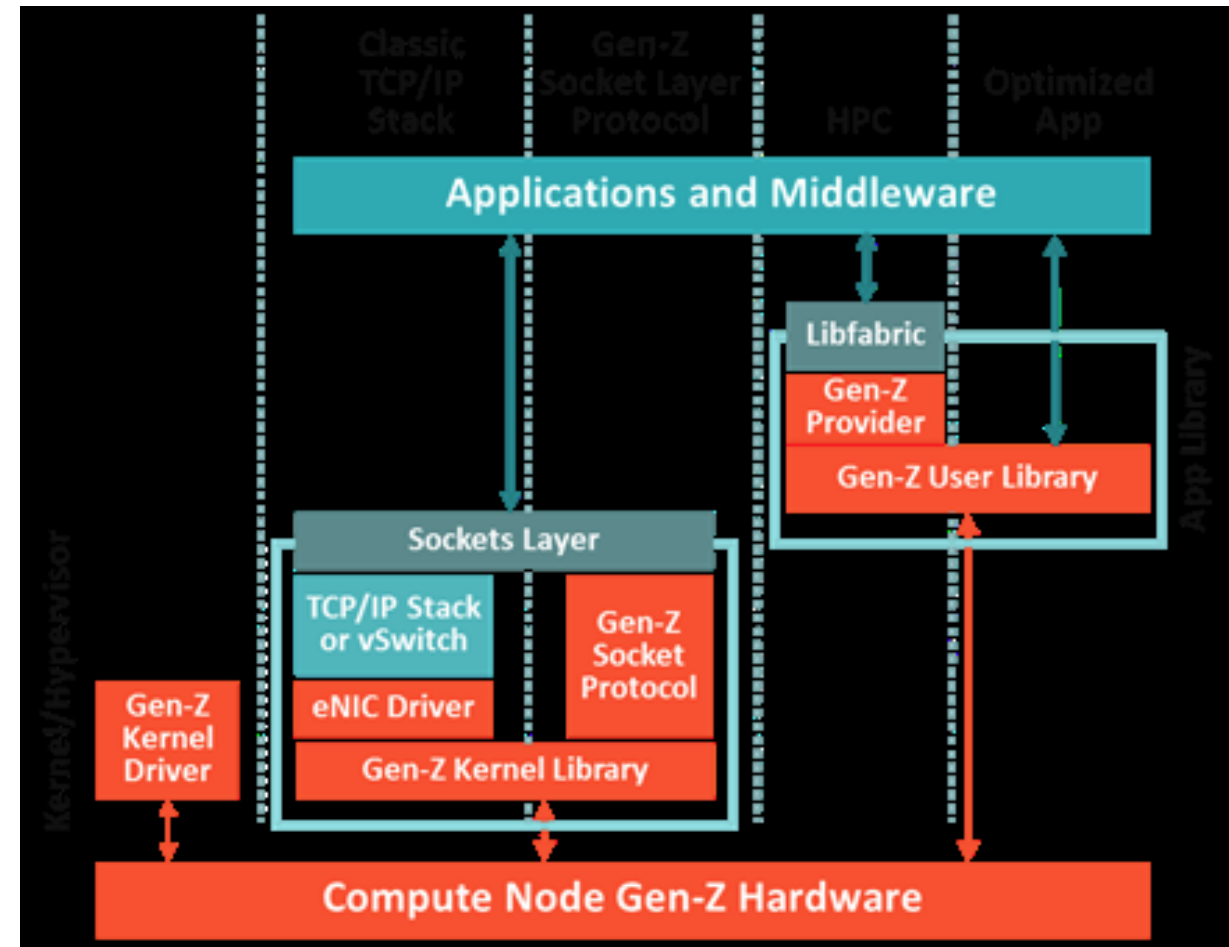 Classic
TCP/IP
Stack
Gen-Z
Socket Layer
Protocol
HPC
Optimized
App
Applications and Middleware
Libfabric
Gen-Z
Provider
Gen-Z User Library
App Library
Sockets Layer
TCP/IP Stack
or vSwitch
Gen-Z
Socket
Protocol
eNIC Driver
Gen-Z Kernel Library
Kernel/Hypervisor
Gen-Z
Kernel
Driver
Compute Node Gen-Z Hardware